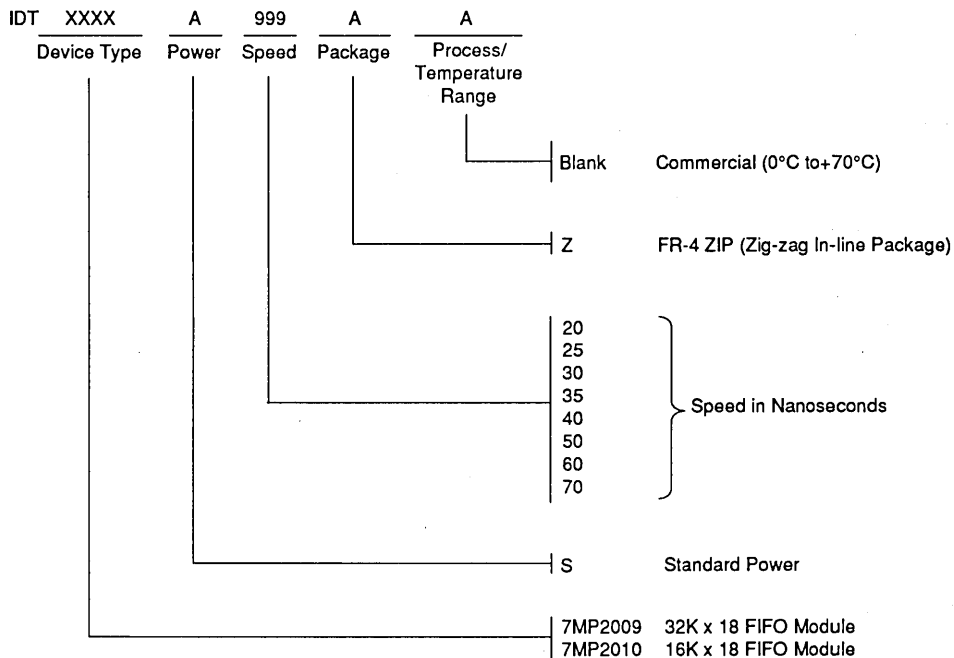 IDT XXXX A 999 A A
Device Type Power Speed Package Process/
Temperature
Range
Blank Commercial (0°C to+70°C)
Z FR-4 ZIP (Zig-zag In-line Package)
20
25
30
35
40
50
60
70
Speed in Nanoseconds
S Standard Power
7MP2009 32K x 18 FIFO Module
7MP2010 16K x 18 FIFO Module